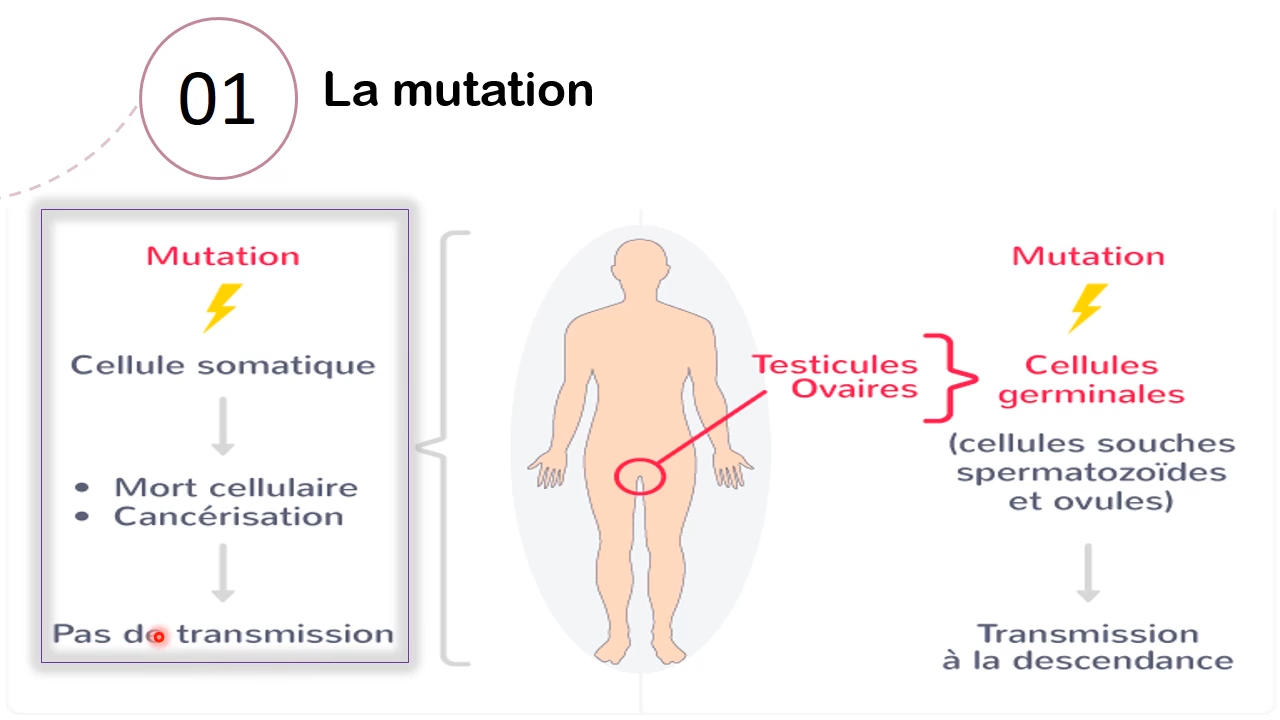 01
La mutation
Mutation
Cellule somatique
• Mort cellulaire
• Cancérisation
Pas de transmission
Testicules
Ovaires
Mutation
Cellules
germinales
(cellules souches
spermatozoïdes
et ovules)
Transmission
à la descendance